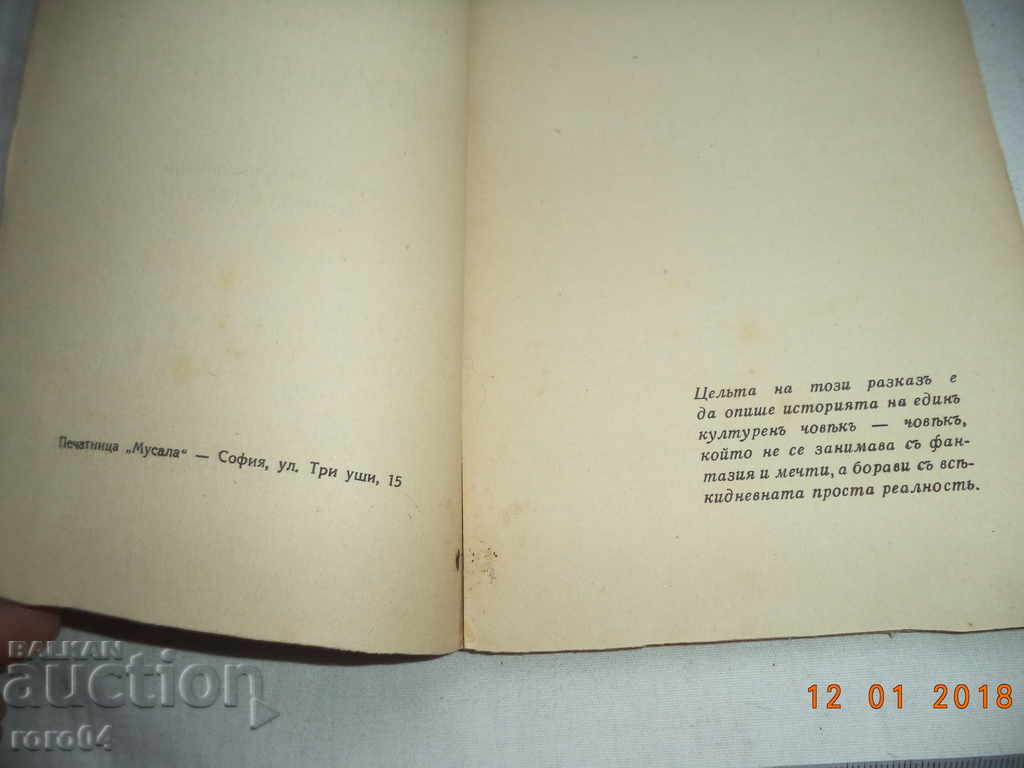 Печатница „Мусала“ — София, ул. Три уши, 15
Цельта на този разказъ е
да опише историята на единъ
културенъ човѣкъ — човѣкъ,
който не се занимава съ фан-
тазия и мечти, а борави съ всѣ-
кидневната проста реалность.
BALKAN
auction
roro04
12 01 2018